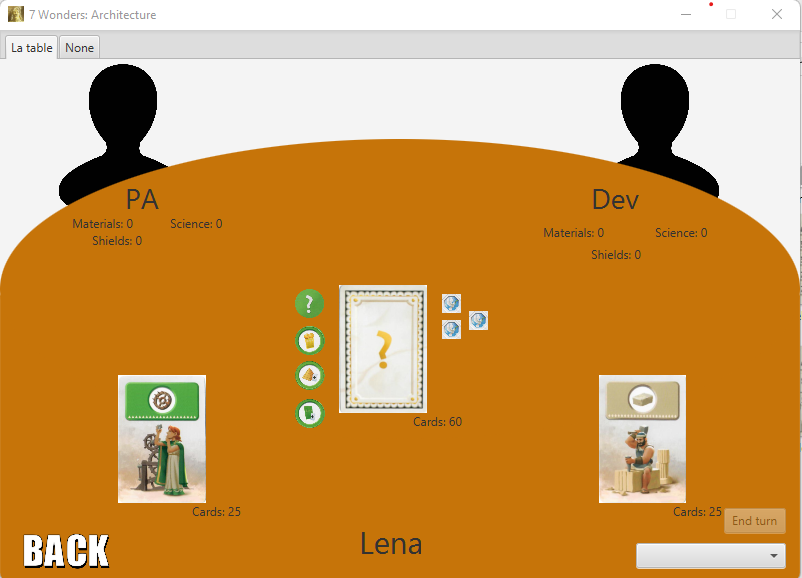 7 Wonders: Architecture
La table
None
PA
Materials: 0 Science: 0
Shields: 0
Dev
Materials: 0 Science: 0
Shields: 0
?
?
Cards: 60
Cards: 25
Cards: 25
End turn
Lena
BACK